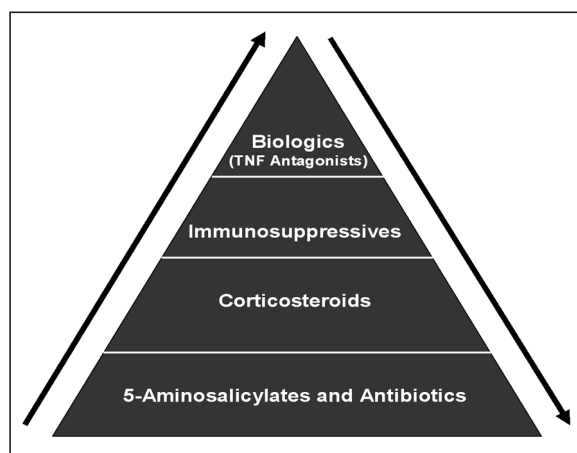 Biologics
(TNF Antagonists)
Immunosuppressives
Corticosteroids
5-Aminosalicylates and Antibiotics